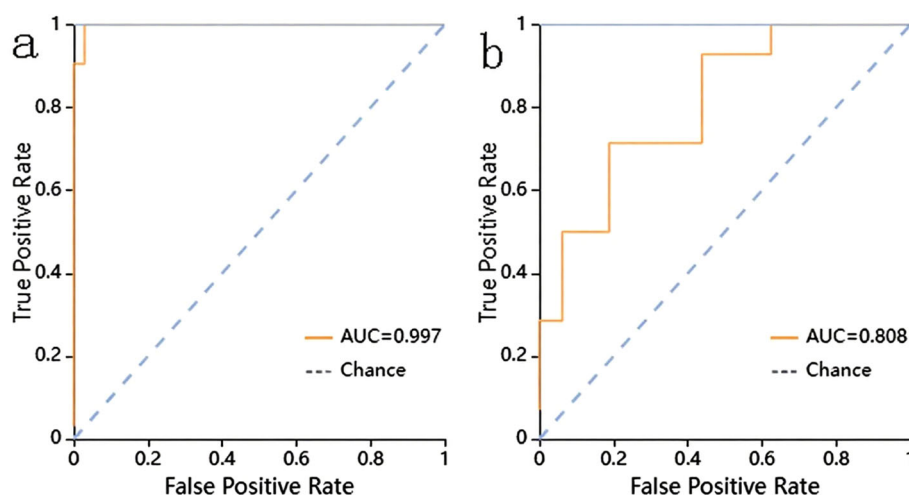 a
1
0.8
0.6
0.4
0.2
0
True Positive Rate
AUC=0.997
Chance
0 0.2 0.4 0.6 0.8 1
False Positive Rate
b
1
0.8
0.6
0.4
0.2
0
True Positive Rate
AUC=0.808
Chance
0 0.2 0.4 0.6 0.8 1
False Positive Rate